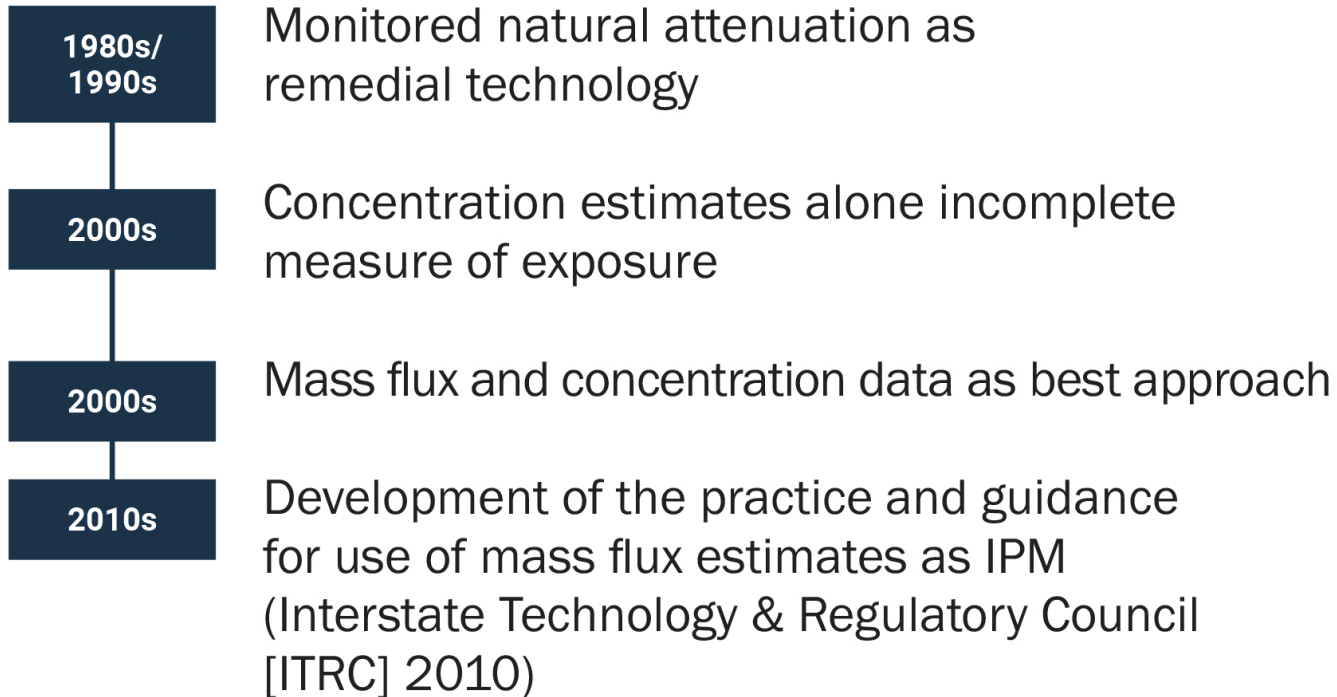 1980s/
1990s
Monitored natural attenuation as
remedial technology
2000s
Concentration estimates alone incomplete
measure of exposure
2000s
Mass flux and concentration data as best approach
2010s
Development of the practice and guidance
for use of mass flux estimates as IPM
(Interstate Technology & Regulatory Council
[ITRC] 2010)